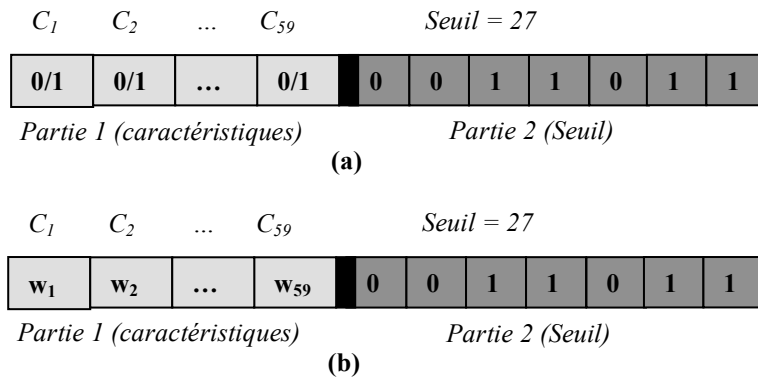 C1 C2 ... C59 Seuil = 27
0/1 0/1 ... 0/1 0 0 1 1 0 1 1
Partie 1 (caractéristiques) Partie 2 (Seuil)
(a)
C1 C2 ... C59 Seuil = 27
w1 w2 ... w59 0 0 1 1 0 1 1
Partie 1 (caractéristiques) Partie 2 (Seuil)
(b)